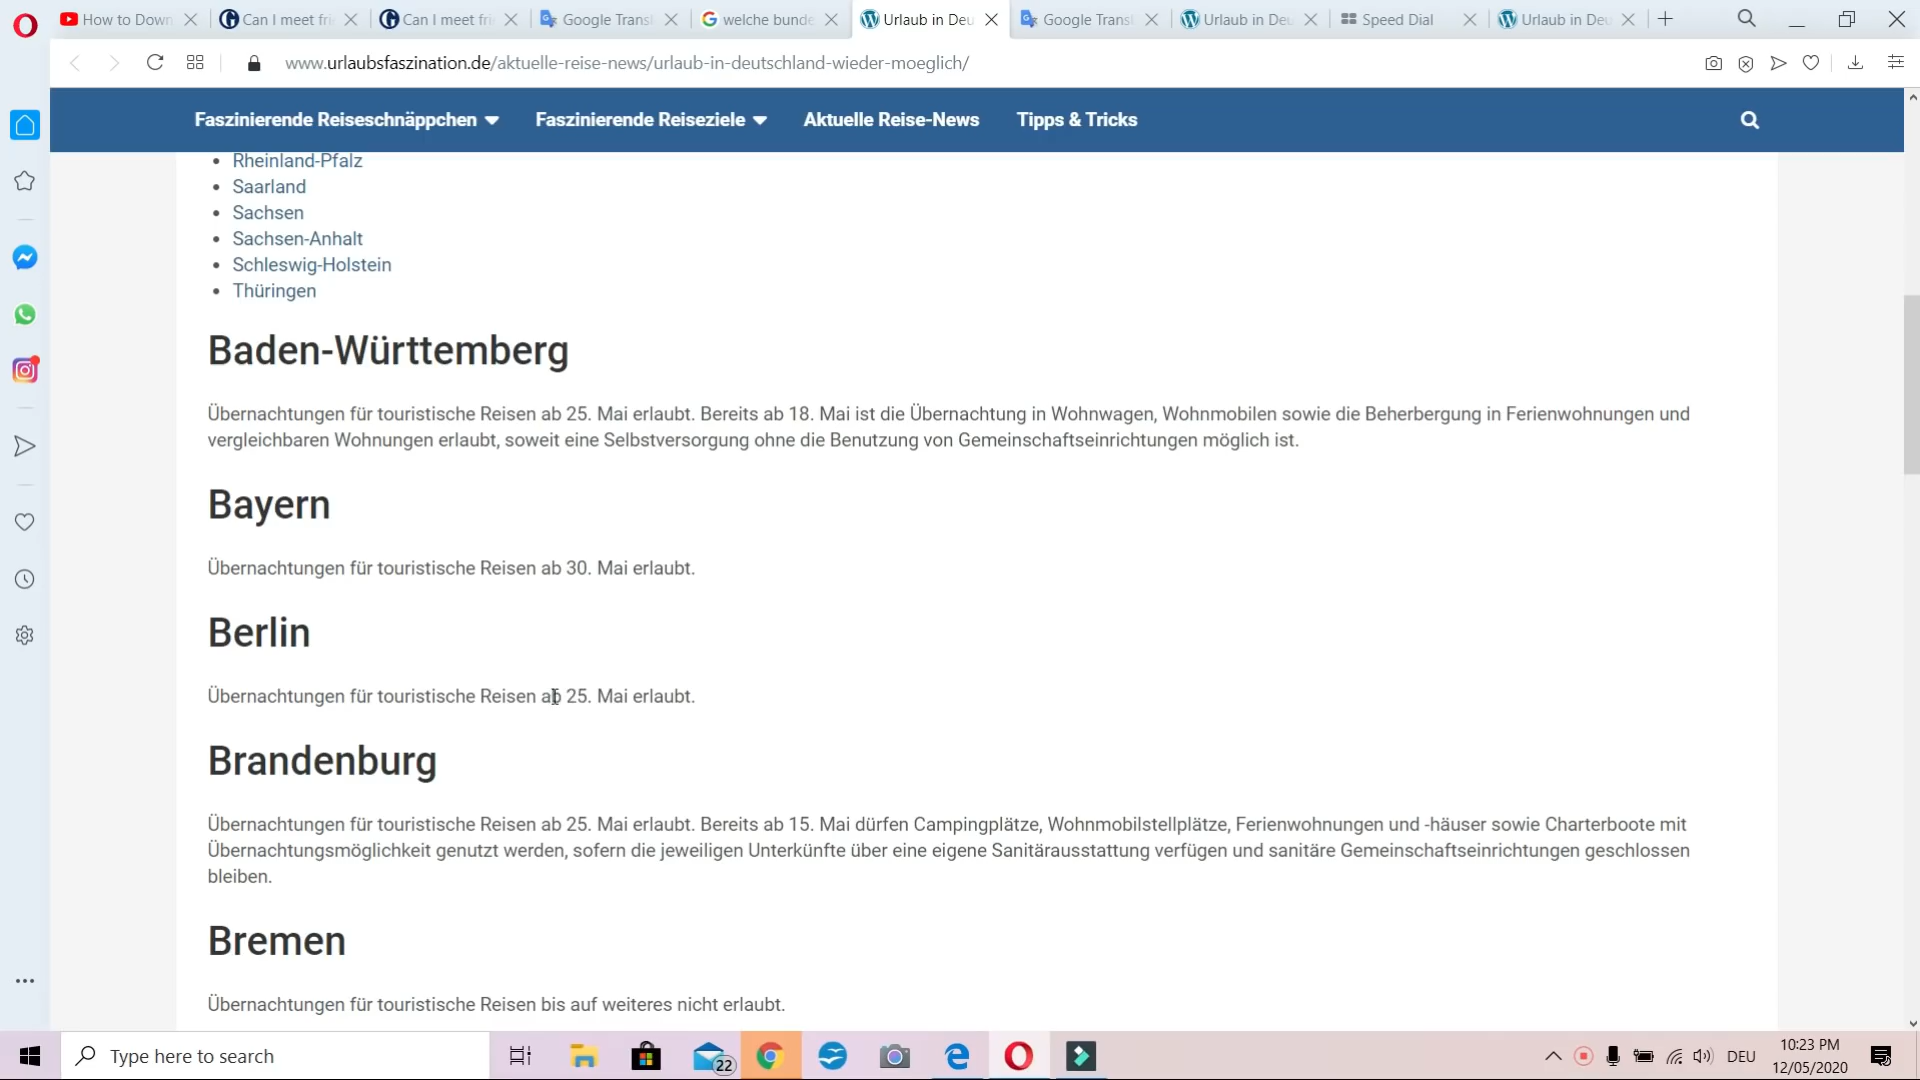 How to Down
Can I meet fri
Can I meet fri
Google Transl
welche bunde
Urlaub in Deu
Google Transl
Urlaub in Deu
Speed Dial
Urlaub in Deu
www.urlaubsfaszination.de/aktuelle-reise-news/urlaub-in-deutschland-wieder-moeglich/
Faszinierende Reiseschnäppchen
Faszinierende Reiseziele
Aktuelle Reise-News
Tipps & Tricks
• Rheinland-Pfalz
• Saarland
• Sachsen
• Sachsen-Anhalt
• Schleswig-Holstein
• Thüringen
Baden-Württemberg
Übernachtungen für touristische Reisen ab 25. Mai erlaubt. Bereits ab 18. Mai ist die Übernachtung in Wohnwagen, Wohnmobilen sowie die Beherbergung in Ferienwohnungen und
vergleichbaren Wohnungen erlaubt, soweit eine Selbstversorgung ohne die Benutzung von Gemeinschaftseinrichtungen möglich ist.
Bayern
Übernachtungen für touristische Reisen ab 30. Mai erlaubt.
Berlin
Übernachtungen für touristische Reisen ab 25. Mai erlaubt.
Brandenburg
Übernachtungen für touristische Reisen ab 25. Mai erlaubt. Bereits ab 15. Mai dürfen Campingplätze, Wohnmobilstellplätze, Ferienwohnungen und -häuser sowie Charterboote mit
Übernachtungsmöglichkeit genutzt werden, sofern die jeweiligen Unterkünfte über eine eigene Sanitärausstattung verfügen und sanitäre Gemeinschaftseinrichtungen geschlossen
bleiben.
Bremen
Übernachtungen für touristische Reisen bis auf weiteres nicht erlaubt.
Type here to search
22
DEU
10:23 PM
12/05/2020